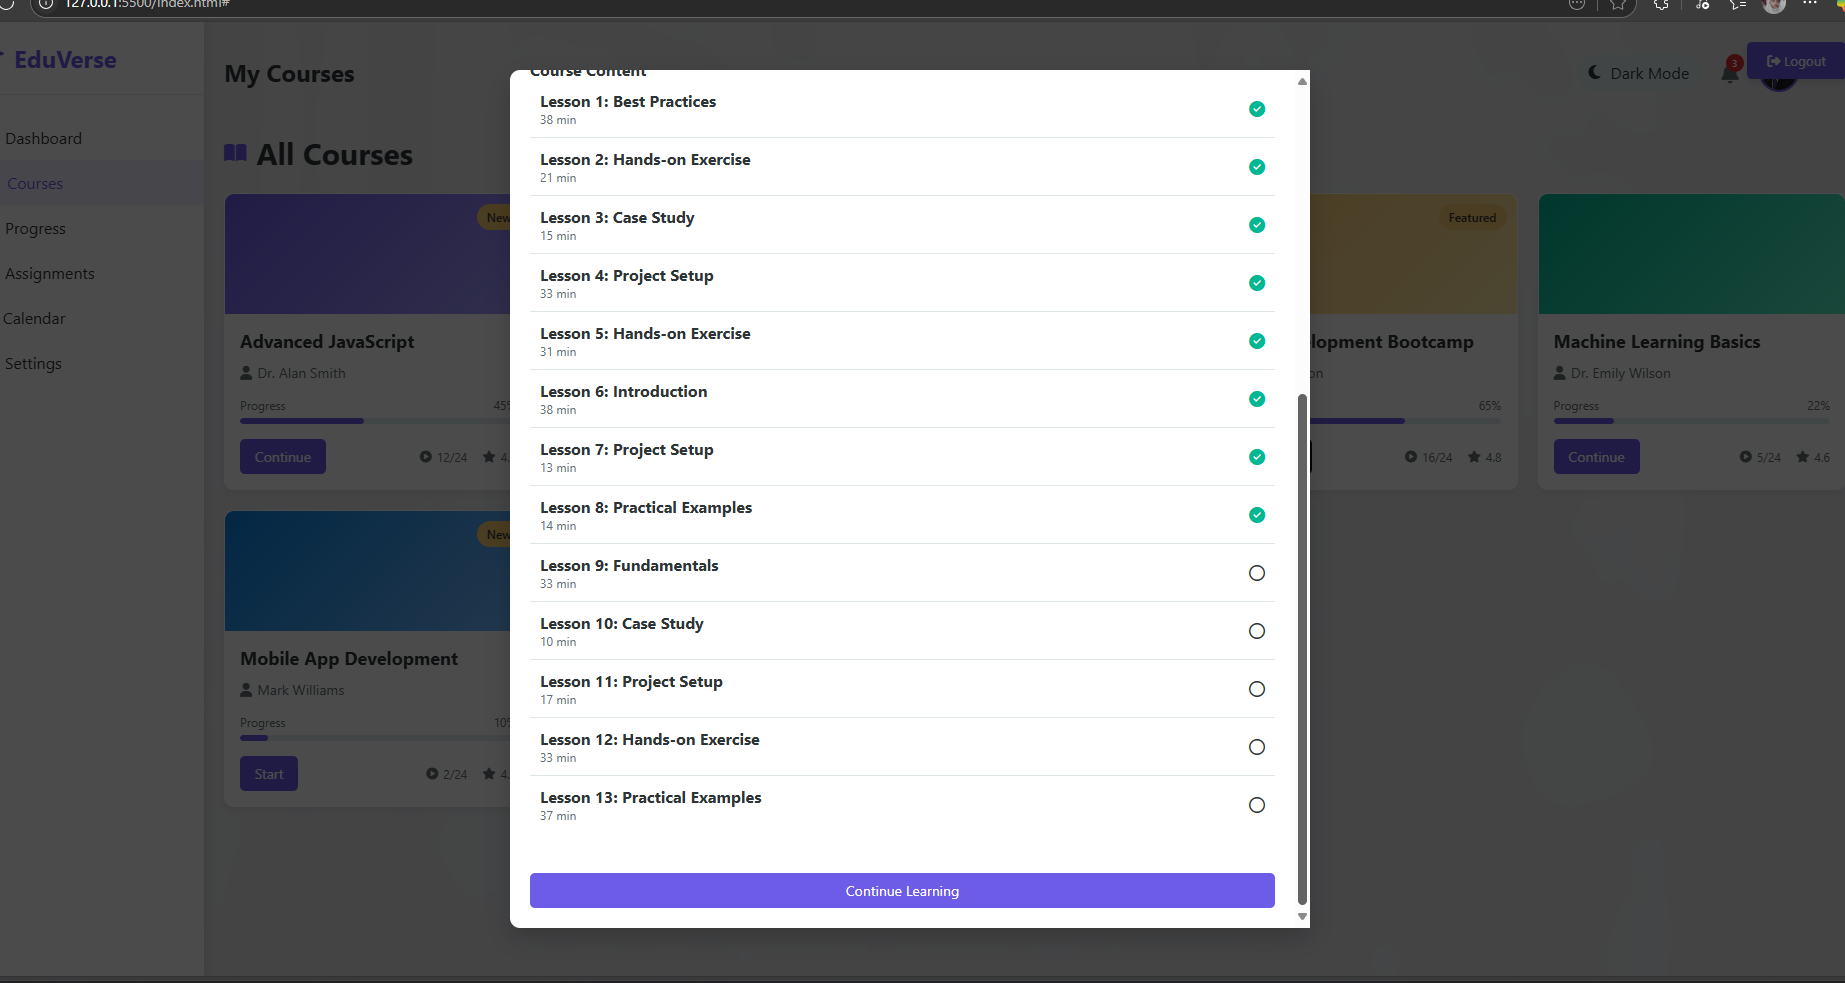 127.0.0.1:5500/index.html#
EduVerse
Dashboard
Courses
Progress
Assignments
Calendar
Settings
My Courses
Dark Mode
3
Logout
All Courses
New
Advanced JavaScript
Dr. Alan Smith
Progress
45%
Continue
12/24
4.
Featured
lopment Bootcamp
on
65%
16/24
4.8
Machine Learning Basics
Dr. Emily Wilson
Progress
22%
Continue
5/24
4.6
New
Mobile App Development
Mark Williams
Progress
10%
Start
2/24
4.
Course Content
Lesson 1: Best Practices
38 min
Lesson 2: Hands-on Exercise
21 min
Lesson 3: Case Study
15 min
Lesson 4: Project Setup
33 min
Lesson 5: Hands-on Exercise
31 min
Lesson 6: Introduction
38 min
Lesson 7: Project Setup
13 min
Lesson 8: Practical Examples
14 min
Lesson 9: Fundamentals
33 min
Lesson 10: Case Study
10 min
Lesson 11: Project Setup
17 min
Lesson 12: Hands-on Exercise
33 min
Lesson 13: Practical Examples
37 min
Continue Learning